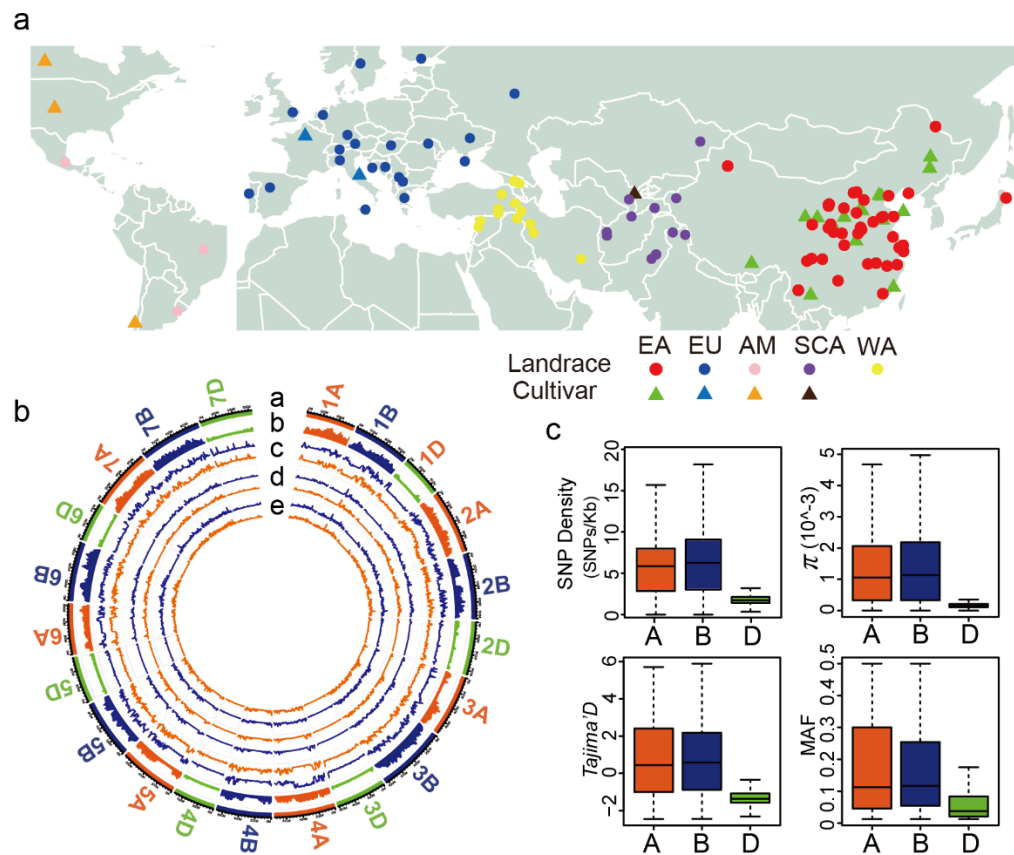 a
EA EU AM SCA WA
Landrace
Cultivar
b
a
b
c
d
e
1A
1B
1D
2A
2B
2D
3A
3B
3D
4A
4B
4D
5A
5B
5D
6A
6B
6D
7A
7B
7D
c
SNP Density
(SNPs/Kb)
20
15
10
5
0
A B D
π (10^-3)
5
4
3
2
1
0
A B D
Tajima'D
6
4
2
0
−2
A B D
MAF
0.5
0.3
0.2
0.1
0
A B D